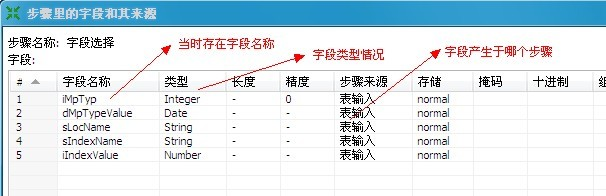 步骤里的字段和其来源
步骤名称: 字段选择
当时存在字段名称
字段类型情况
字段产生于哪个步骤
字段:
# 字段名称 类型 长度 精度 步骤来源 存储 掩码 十进制 组
1 iMpTyp Integer - 0 表输入 normal
2 dMpTypeValue Date - - 表输入 normal
3 sLocName String - - 表输入 normal
4 sIndexName String - - 表输入 normal
5 iIndexValue Number - - 表输入 normal